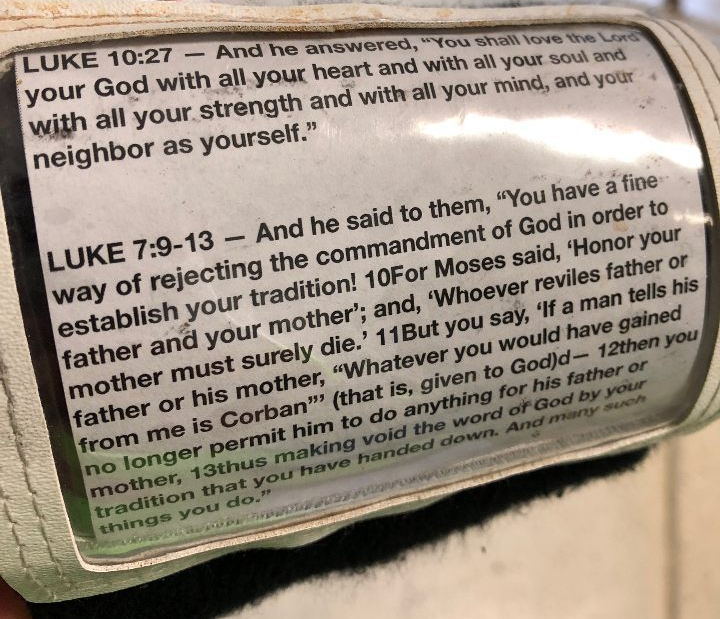 LUKE 10:27 — And he answered, “You shall love the Lord
your God with all your heart and with all your soul and
with all your strength and with all your mind, and your
neighbor as yourself.”
LUKE 7:9-13 — And he said to them, “You have a fine
way of rejecting the commandment of God in order to
establish your tradition! 10For Moses said, ‘Honor your
father and your mother’; and, ‘Whoever reviles father or
mother must surely die.’ 11But you say, ‘If a man tells his
father or his mother, “Whatever you would have gained
from me is Corban”’ (that is, given to God)d— 12then you
no longer permit him to do anything for his father or
mother, 13thus making void the word of God by your
tradition that you have handed down. And many such
things you do.”